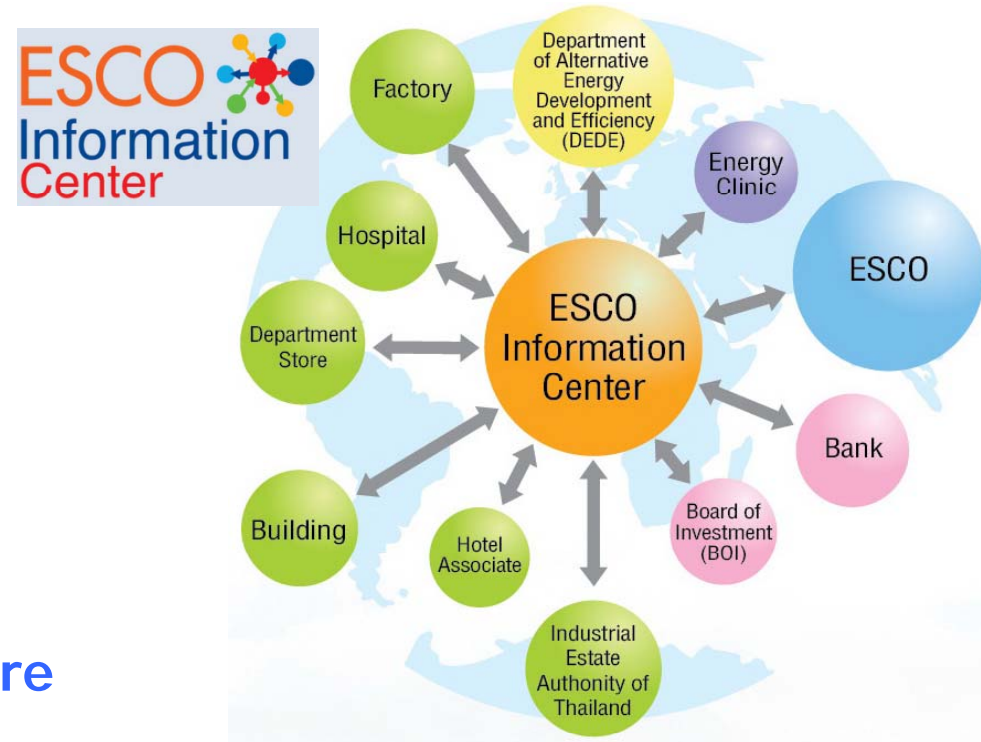 ESCO
Information
Center
Factory
Department
of Alternative
Energy
Development
and Efficiency
(DEDE)
Energy
Clinic
Hospital
ESCO
ESCO
Information
Center
Department
Store
Bank
Building
Hotel
Associate
Board of
Investment
(BOI)
Industrial
Estate
Authonity of
Thailand
re